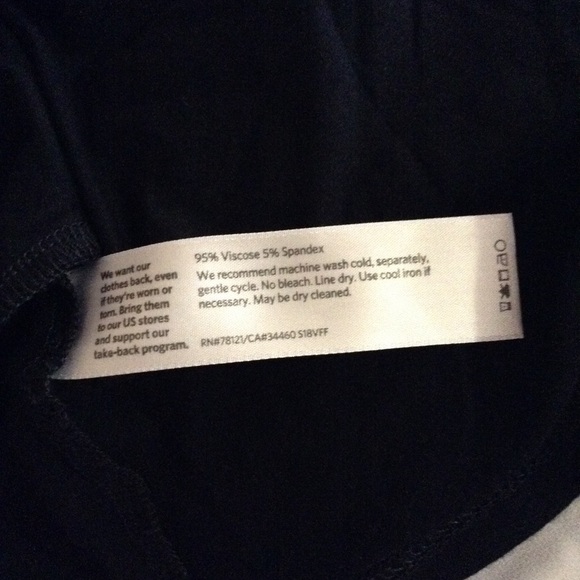 We want our
clothes back, even
if they're worn or
torn. Bring them
to our US stores
and support our
take-back program.
95% Viscose 5% Spandex
We recommend machine wash cold, separately,
gentle cycle. No bleach. Line dry. Use cool iron if
necessary. May be dry cleaned.
RN#78121/CA#34460 S18VFF